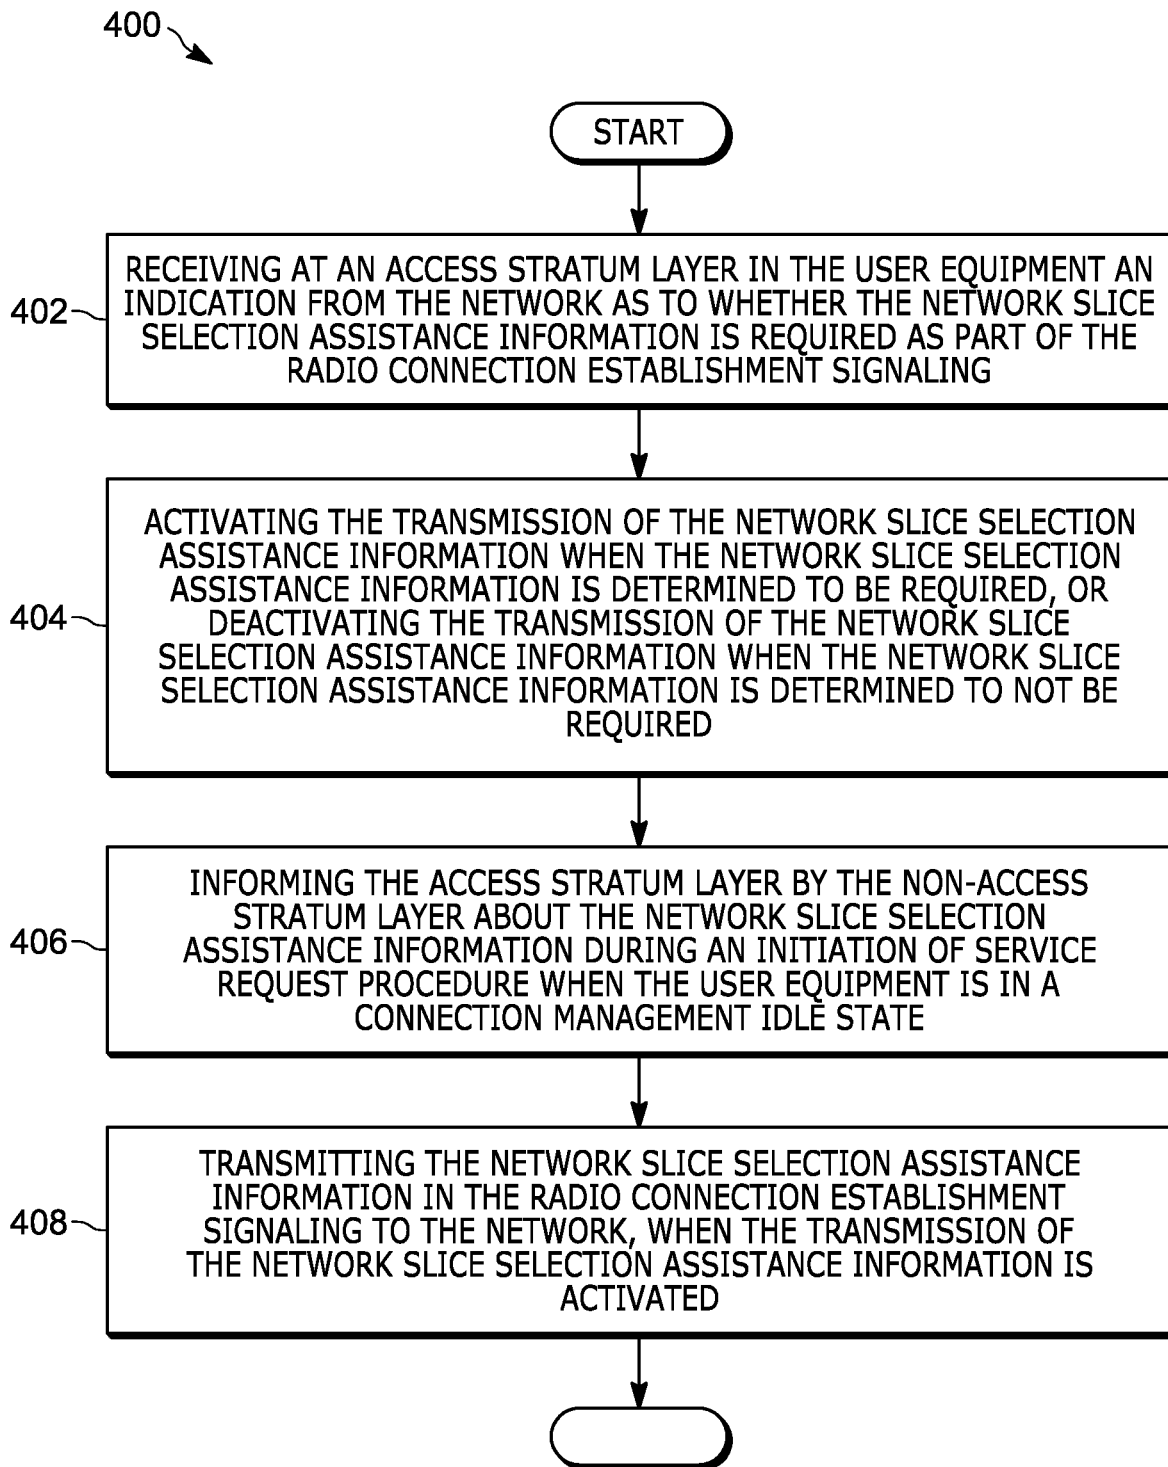 400
START
402
RECEIVING AT AN ACCESS STRATUM LAYER IN THE USER EQUIPMENT AN
INDICATION FROM THE NETWORK AS TO WHETHER THE NETWORK SLICE
SELECTION ASSISTANCE INFORMATION IS REQUIRED AS PART OF THE
RADIO CONNECTION ESTABLISHMENT SIGNALING
404
ACTIVATING THE TRANSMISSION OF THE NETWORK SLICE SELECTION
ASSISTANCE INFORMATION WHEN THE NETWORK SLICE SELECTION
ASSISTANCE INFORMATION IS DETERMINED TO BE REQUIRED, OR
DEACTIVATING THE TRANSMISSION OF THE NETWORK SLICE
SELECTION ASSISTANCE INFORMATION WHEN THE NETWORK SLICE
SELECTION ASSISTANCE INFORMATION IS DETERMINED TO NOT BE
REQUIRED
406
INFORMING THE ACCESS STRATUM LAYER BY THE NON-ACCESS
STRATUM LAYER ABOUT THE NETWORK SLICE SELECTION
ASSISTANCE INFORMATION DURING AN INITIATION OF SERVICE
REQUEST PROCEDURE WHEN THE USER EQUIPMENT IS IN A
CONNECTION MANAGEMENT IDLE STATE
408
TRANSMITTING THE NETWORK SLICE SELECTION ASSISTANCE
INFORMATION IN THE RADIO CONNECTION ESTABLISHMENT
SIGNALING TO THE NETWORK, WHEN THE TRANSMISSION OF
THE NETWORK SLICE SELECTION ASSISTANCE INFORMATION IS
ACTIVATED